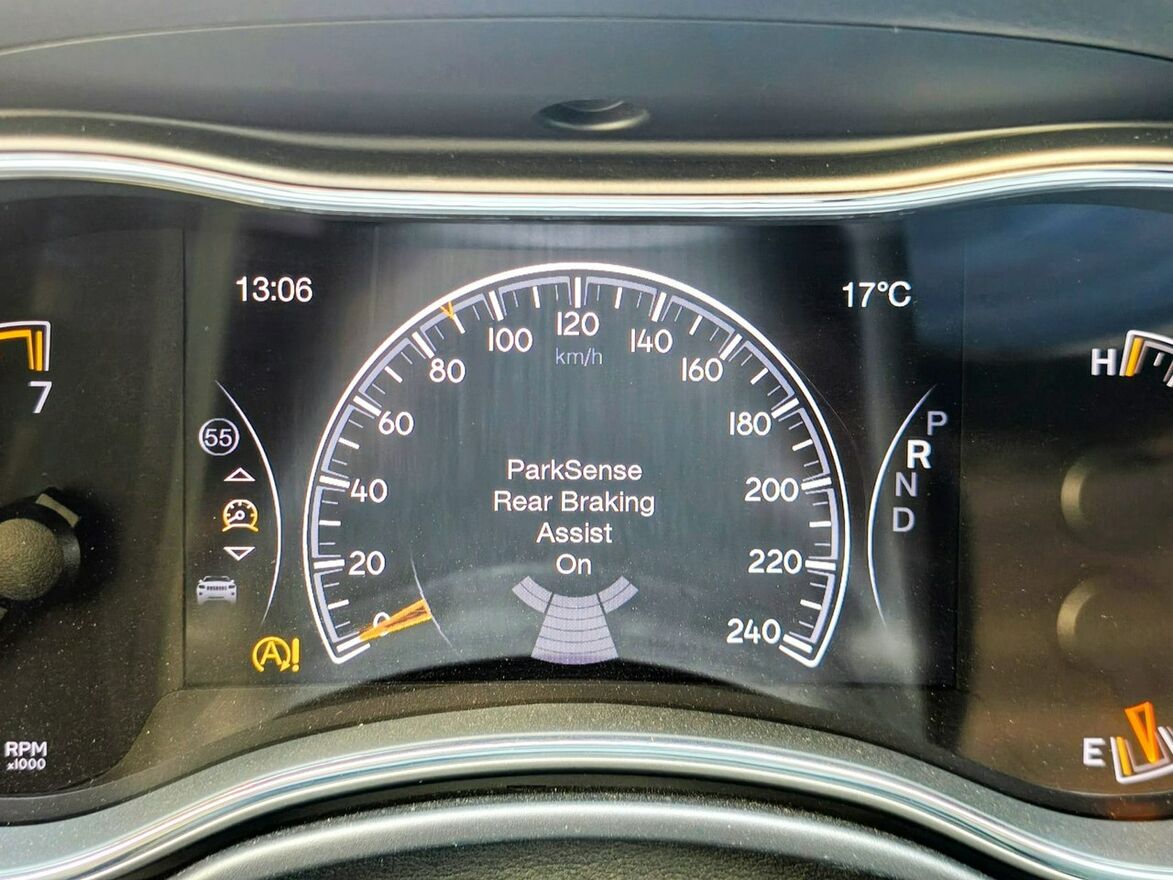 13:06
17°C
120
100
140
km/h
80
160
7
H
60
180
P
55
R
40
200
N
ParkSense
Rear Braking
Assist
On
D
20
220
0
240
A!
RPM
x1000
E